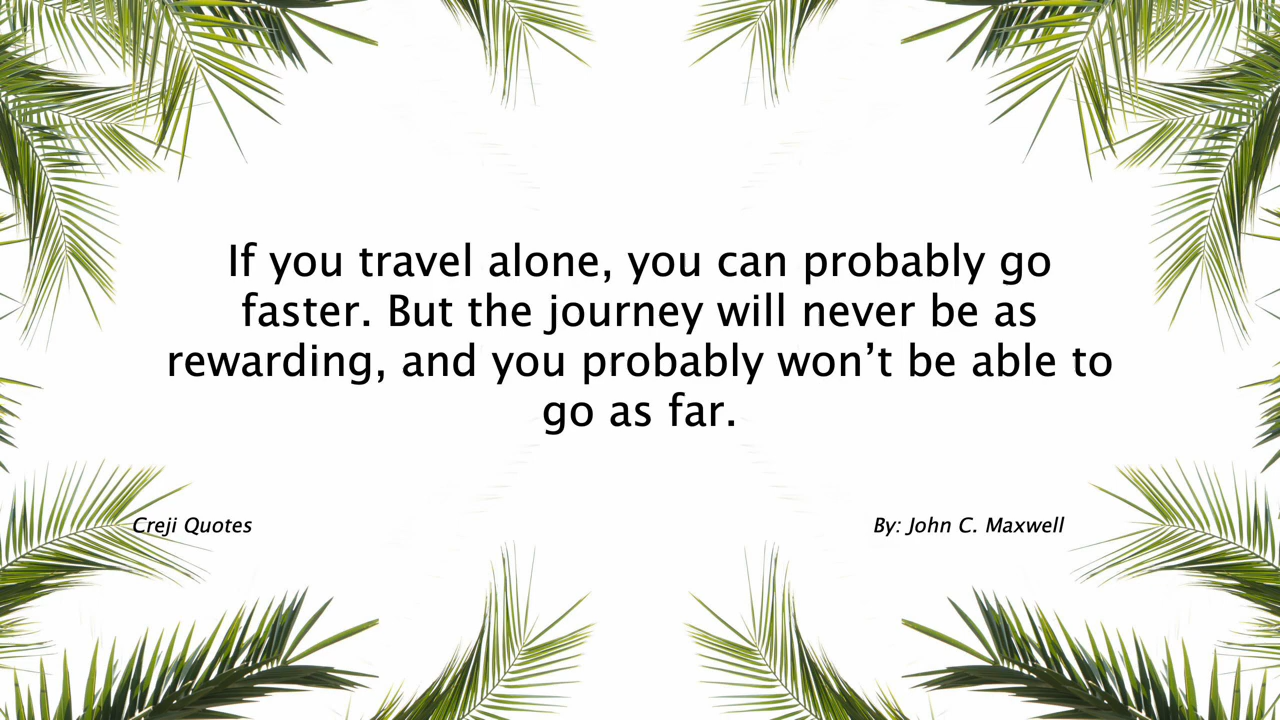 If you travel alone, you can probably go
faster. But the journey will never be as
rewarding, and you probably won’t be able to
go as far.
Creji Quotes
By: John C. Maxwell